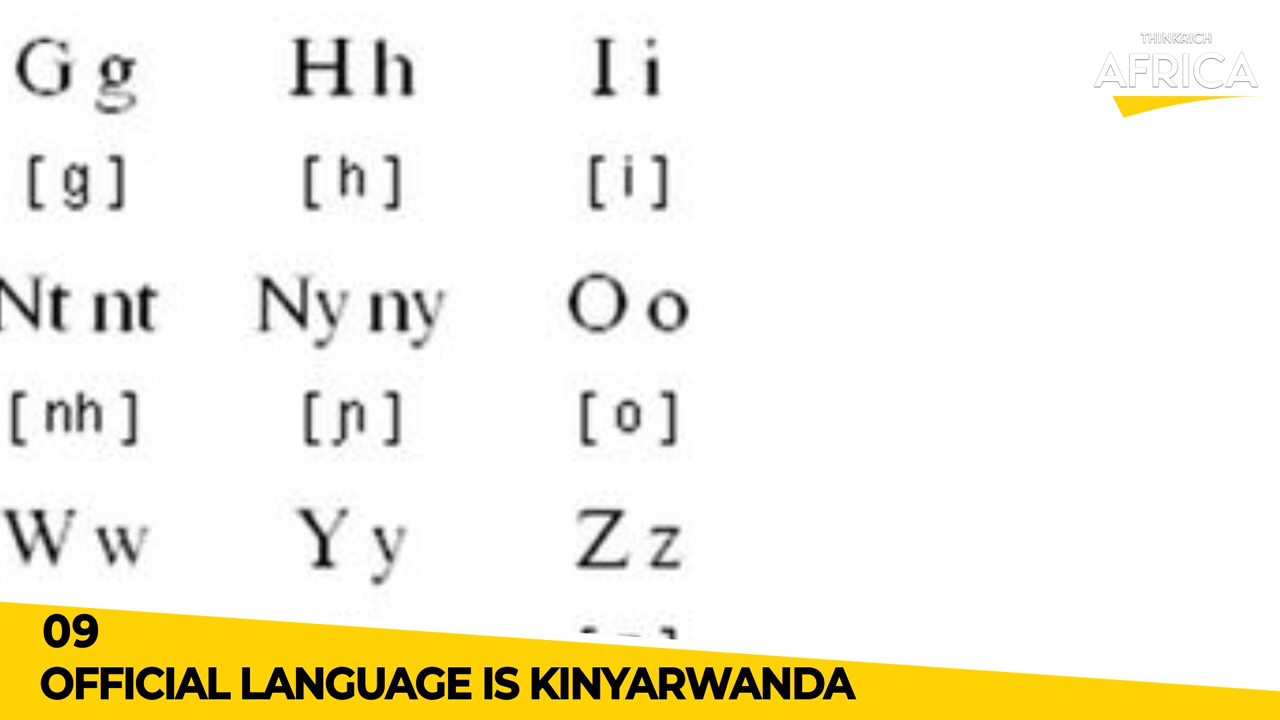 THINKRICH
AFRICA
G g H h I i
[ g ] [ h ] [ i ]
Nt nt Ny ny O o
[ nh ] [ ɲ ] [ o ]
W w Y y Z z
09
OFFICIAL LANGUAGE IS KINYARWANDA